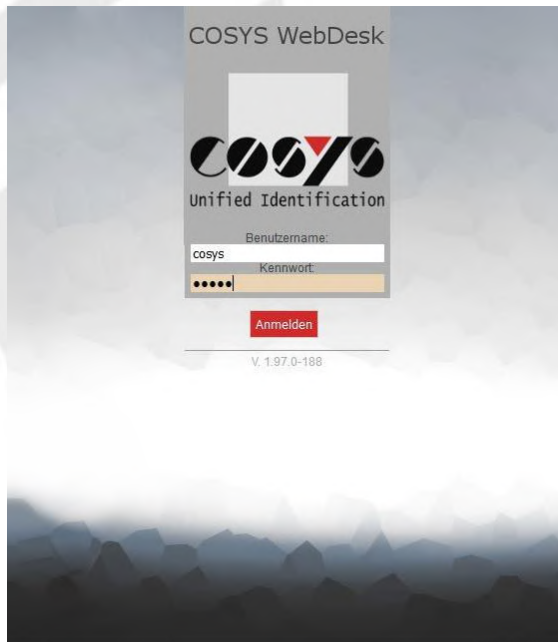 COSYS WebDesk
COSYS
Unified Identification
Benutzername:
cosys
Kennwort:
●●●●●
Anmelden
V. 1.97.0-188